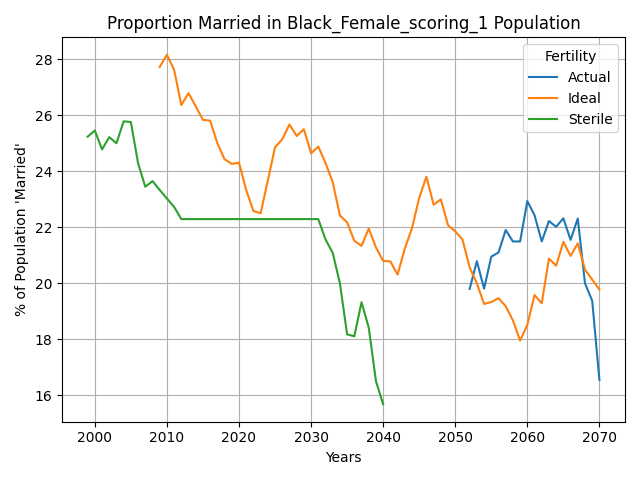 Proportion Married in Black_Female_scoring_1 Population
% of Population 'Married'
28
26
24
22
20
18
16
Fertility
Actual
Ideal
Sterile
2000 2010 2020 2030 2040 2050 2060 2070
Years